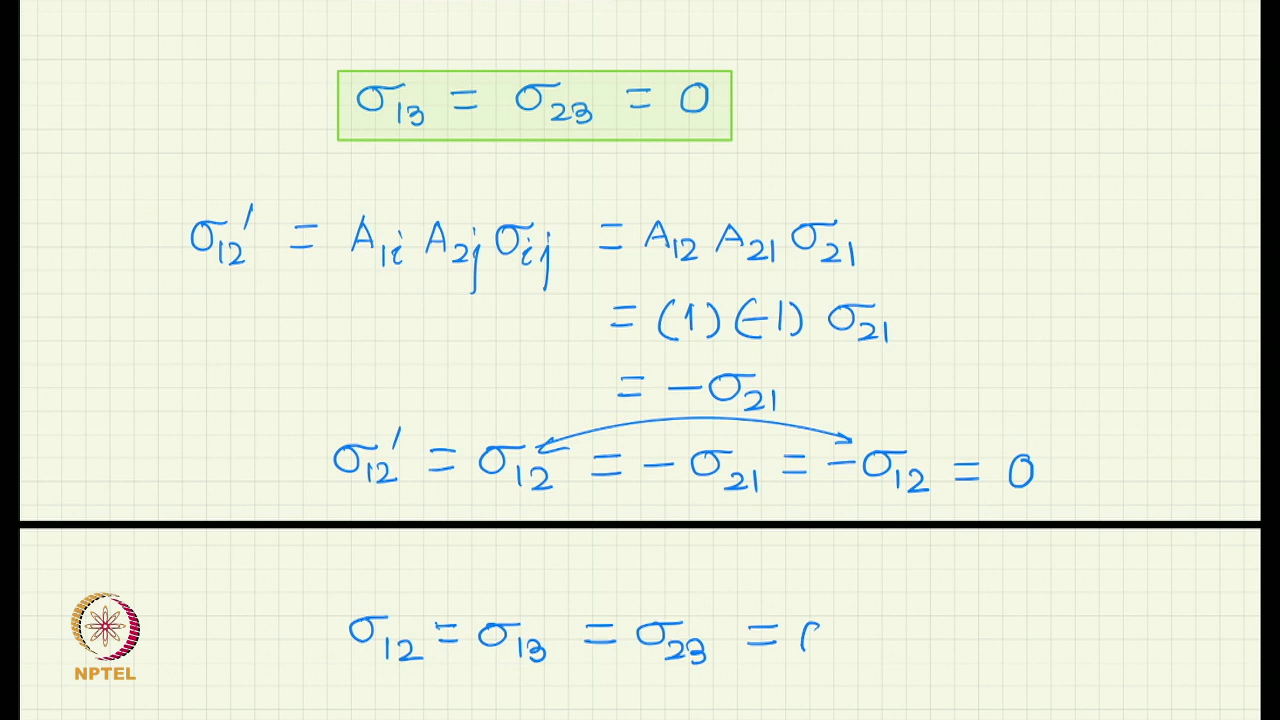 σ₁₃ = σ₂₃ = 0
σ₁₂′ = A₁ᵢ A₂ⱼ σᵢⱼ = A₁₂ A₂₁ σ₂₁
= (1) (-1) σ₂₁
= -σ₂₁
σ₁₂′ = σ₁₂ = -σ₂₁ = -σ₁₂ = 0
σ₁₂ = σ₁₃ = σ₂₃ =
NPTEL